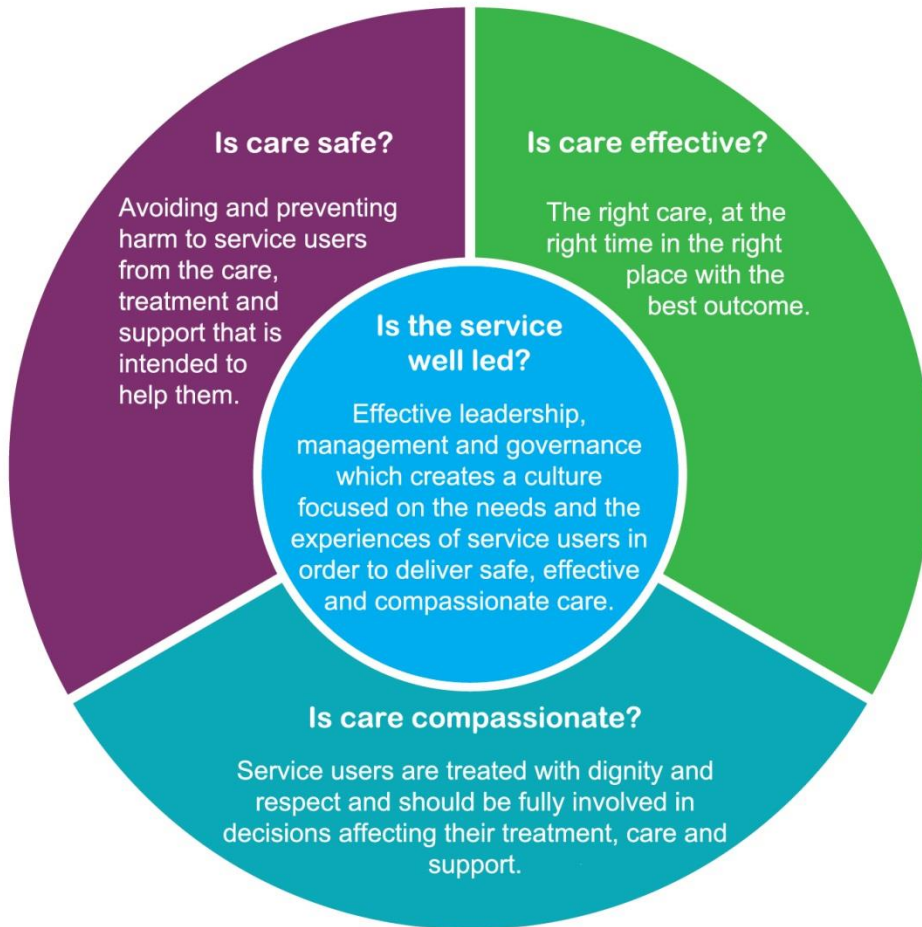 Is care safe?
Avoiding and preventing
harm to service users
from the care,
treatment and
support that is
intended to
help them.
Is care effective?
The right care, at the
right time in the right
place with the
best outcome.
Is the service
well led?
Effective leadership,
management and governance
which creates a culture
focused on the needs and the
experiences of service users in
order to deliver safe, effective
and compassionate care.
Is care compassionate?
Service users are treated with dignity and
respect and should be fully involved in
decisions affecting their treatment, care and
support.